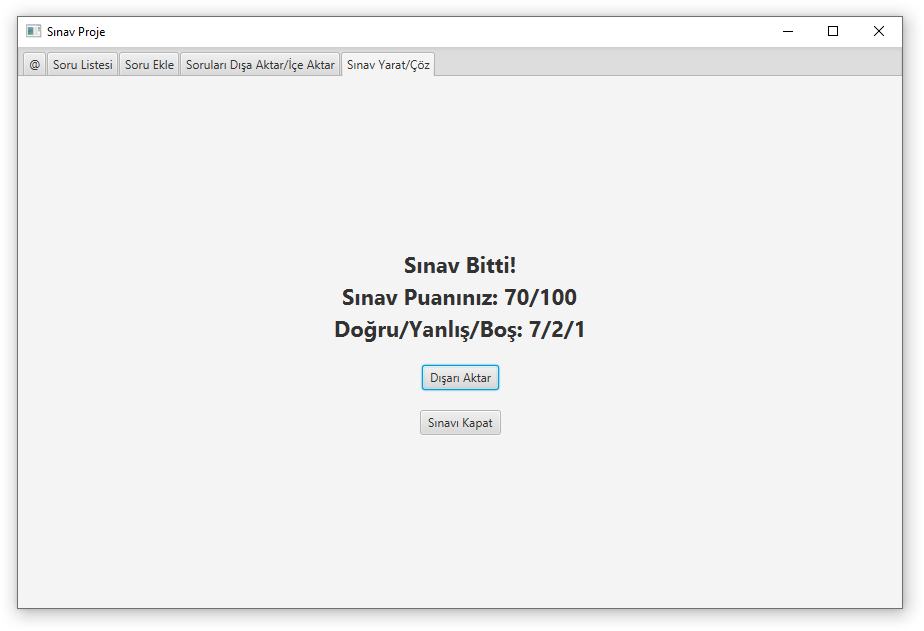 Sınav Proje
@ Soru Listesi Soru Ekle Soruları Dışa Aktar/İçe Aktar Sınav Yarat/Çöz
Sınav Bitti!
Sınav Puanınız: 70/100
Doğru/Yanlış/Boş: 7/2/1
Dışarı Aktar
Sınavı Kapat